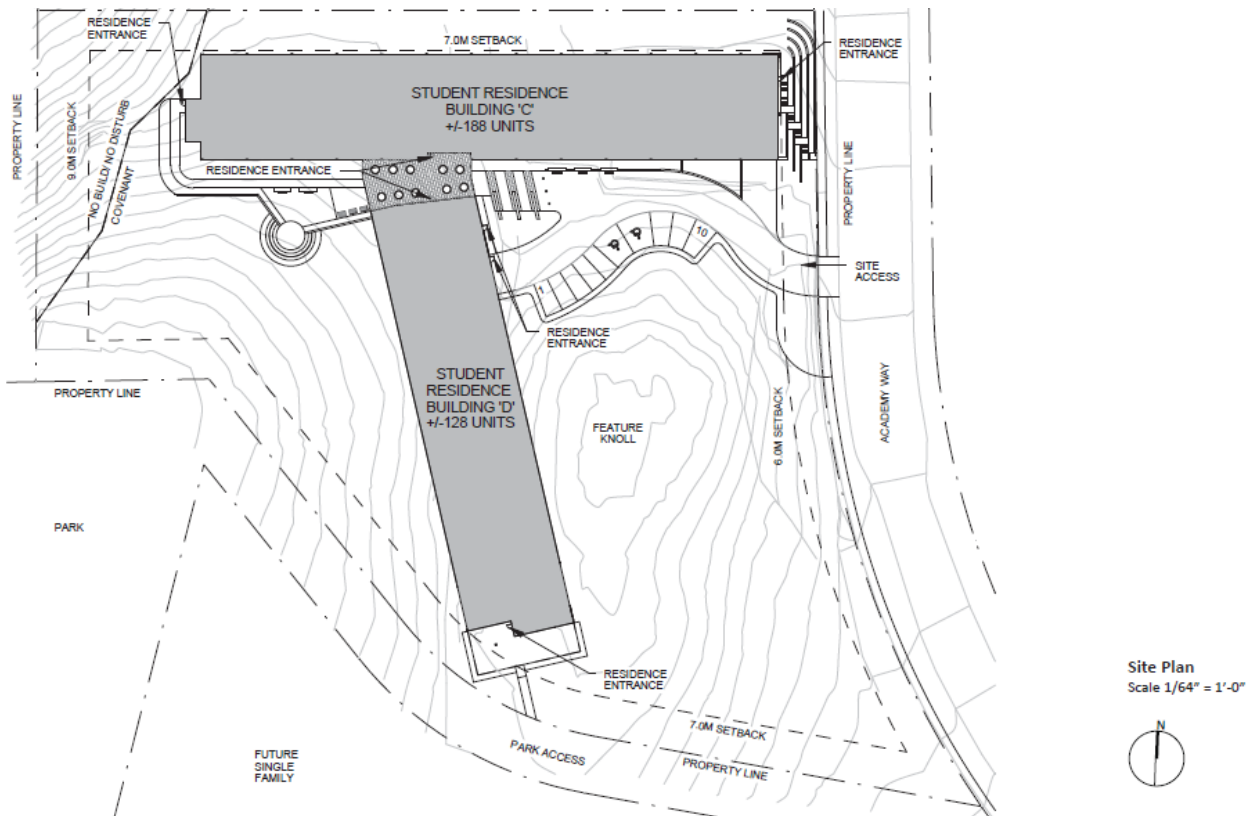 RESIDENCE
ENTRANCE
7.0M SETBACK
RESIDENCE
ENTRANCE
STUDENT RESIDENCE
BUILDING 'C'
+/-188 UNITS
PROPERTY LINE
9.0M SETBACK
NO BUILD/ NO DISTURB
COVENANT
RESIDENCE ENTRANCE
PROPERTY LINE
10
SITE
ACCESS
1
RESIDENCE
ENTRANCE
STUDENT
RESIDENCE
BUILDING 'D'
+/-128 UNITS
PROPERTY LINE
FEATURE
KNOLL
6.0M SETBACK
ACADEMY WAY
PARK
RESIDENCE
ENTRANCE
7.0M SETBACK
PARK ACCESS
PROPERTY LINE
FUTURE
SINGLE
FAMILY
Site Plan
Scale 1/64" = 1'-0"
N